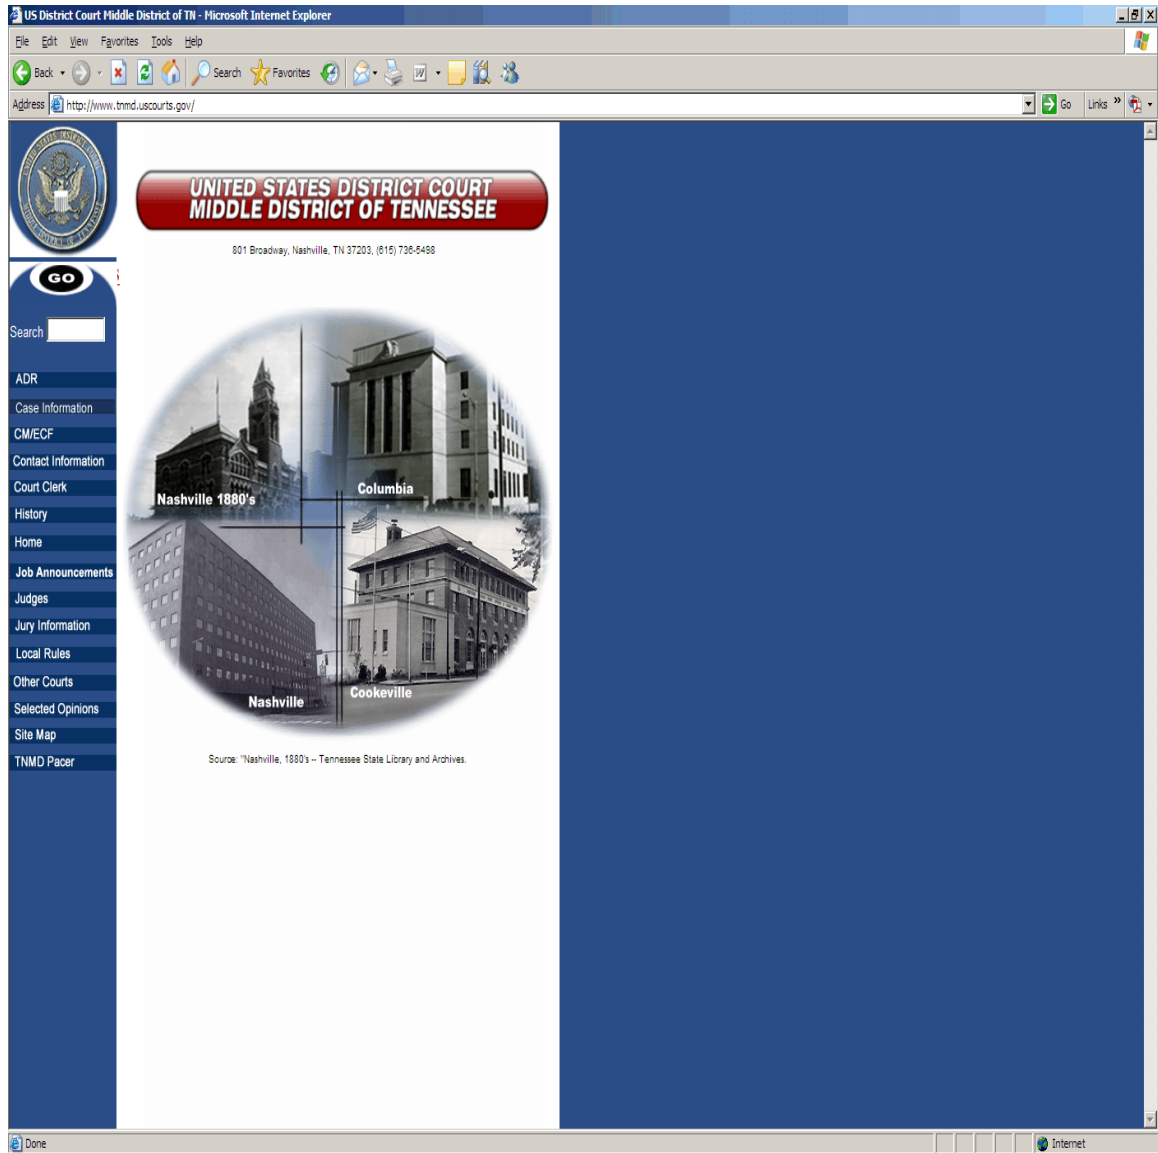 US District Court Middle District of TN - Microsoft Internet Explorer
File Edit View Favorites Tools Help
Back Search Favorites
Address http://www.tnmd.uscourts.gov/ Go Links »
UNITED STATES DISTRICT COURT
MIDDLE DISTRICT OF TENNESSEE
801 Broadway, Nashville, TN 37203, (615) 736-5498
GO
Search
ADR
Case Information
CM/ECF
Contact Information
Court Clerk
History
Home
Job Announcements
Judges
Jury Information
Local Rules
Other Courts
Selected Opinions
Site Map
TNMD Pacer
Nashville 1880's
Columbia
Nashville
Cookeville
Source: "Nashville, 1880's -- Tennessee State Library and Archives.
Done Internet